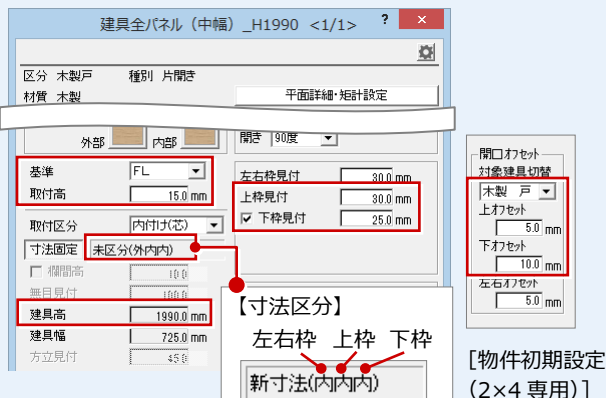 建具全パネル（中幅）_H1990 <1/1>
? ×
区分 木製戸 種別 片開き
材質 木製
平面詳細・矩計設定
外部 内部
開き 90度
基準 FL
取付高 15.0 mm
左右枠見付 30.0 mm
上枠見付 30.0 mm
下枠見付 25.0 mm
取付区分 内付け(芯)
寸法固定 未区分(外内内)
欄間高 10.0
無目見付 100.0
建具高 1990.0 mm
建具幅 725.0 mm
方立見付 45.0
【寸法区分】
左右枠 上枠 下枠
新寸法(内内内)
開口オフセット
対象建具切替
木製 戸
上オフセット
5.0 mm
下オフセット
10.0 mm
左右オフセット
5.0 mm
[物件初期設定
(2×4 専用)]